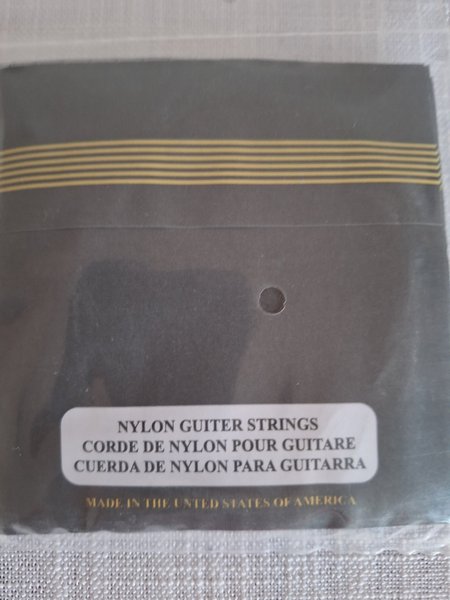 NYLON GUITER STRINGS
CORDE DE NYLON POUR GUITARE
CUERDA DE NYLON PARA GUITARRA
MADE IN THE UNTED STATES OF AMERICA